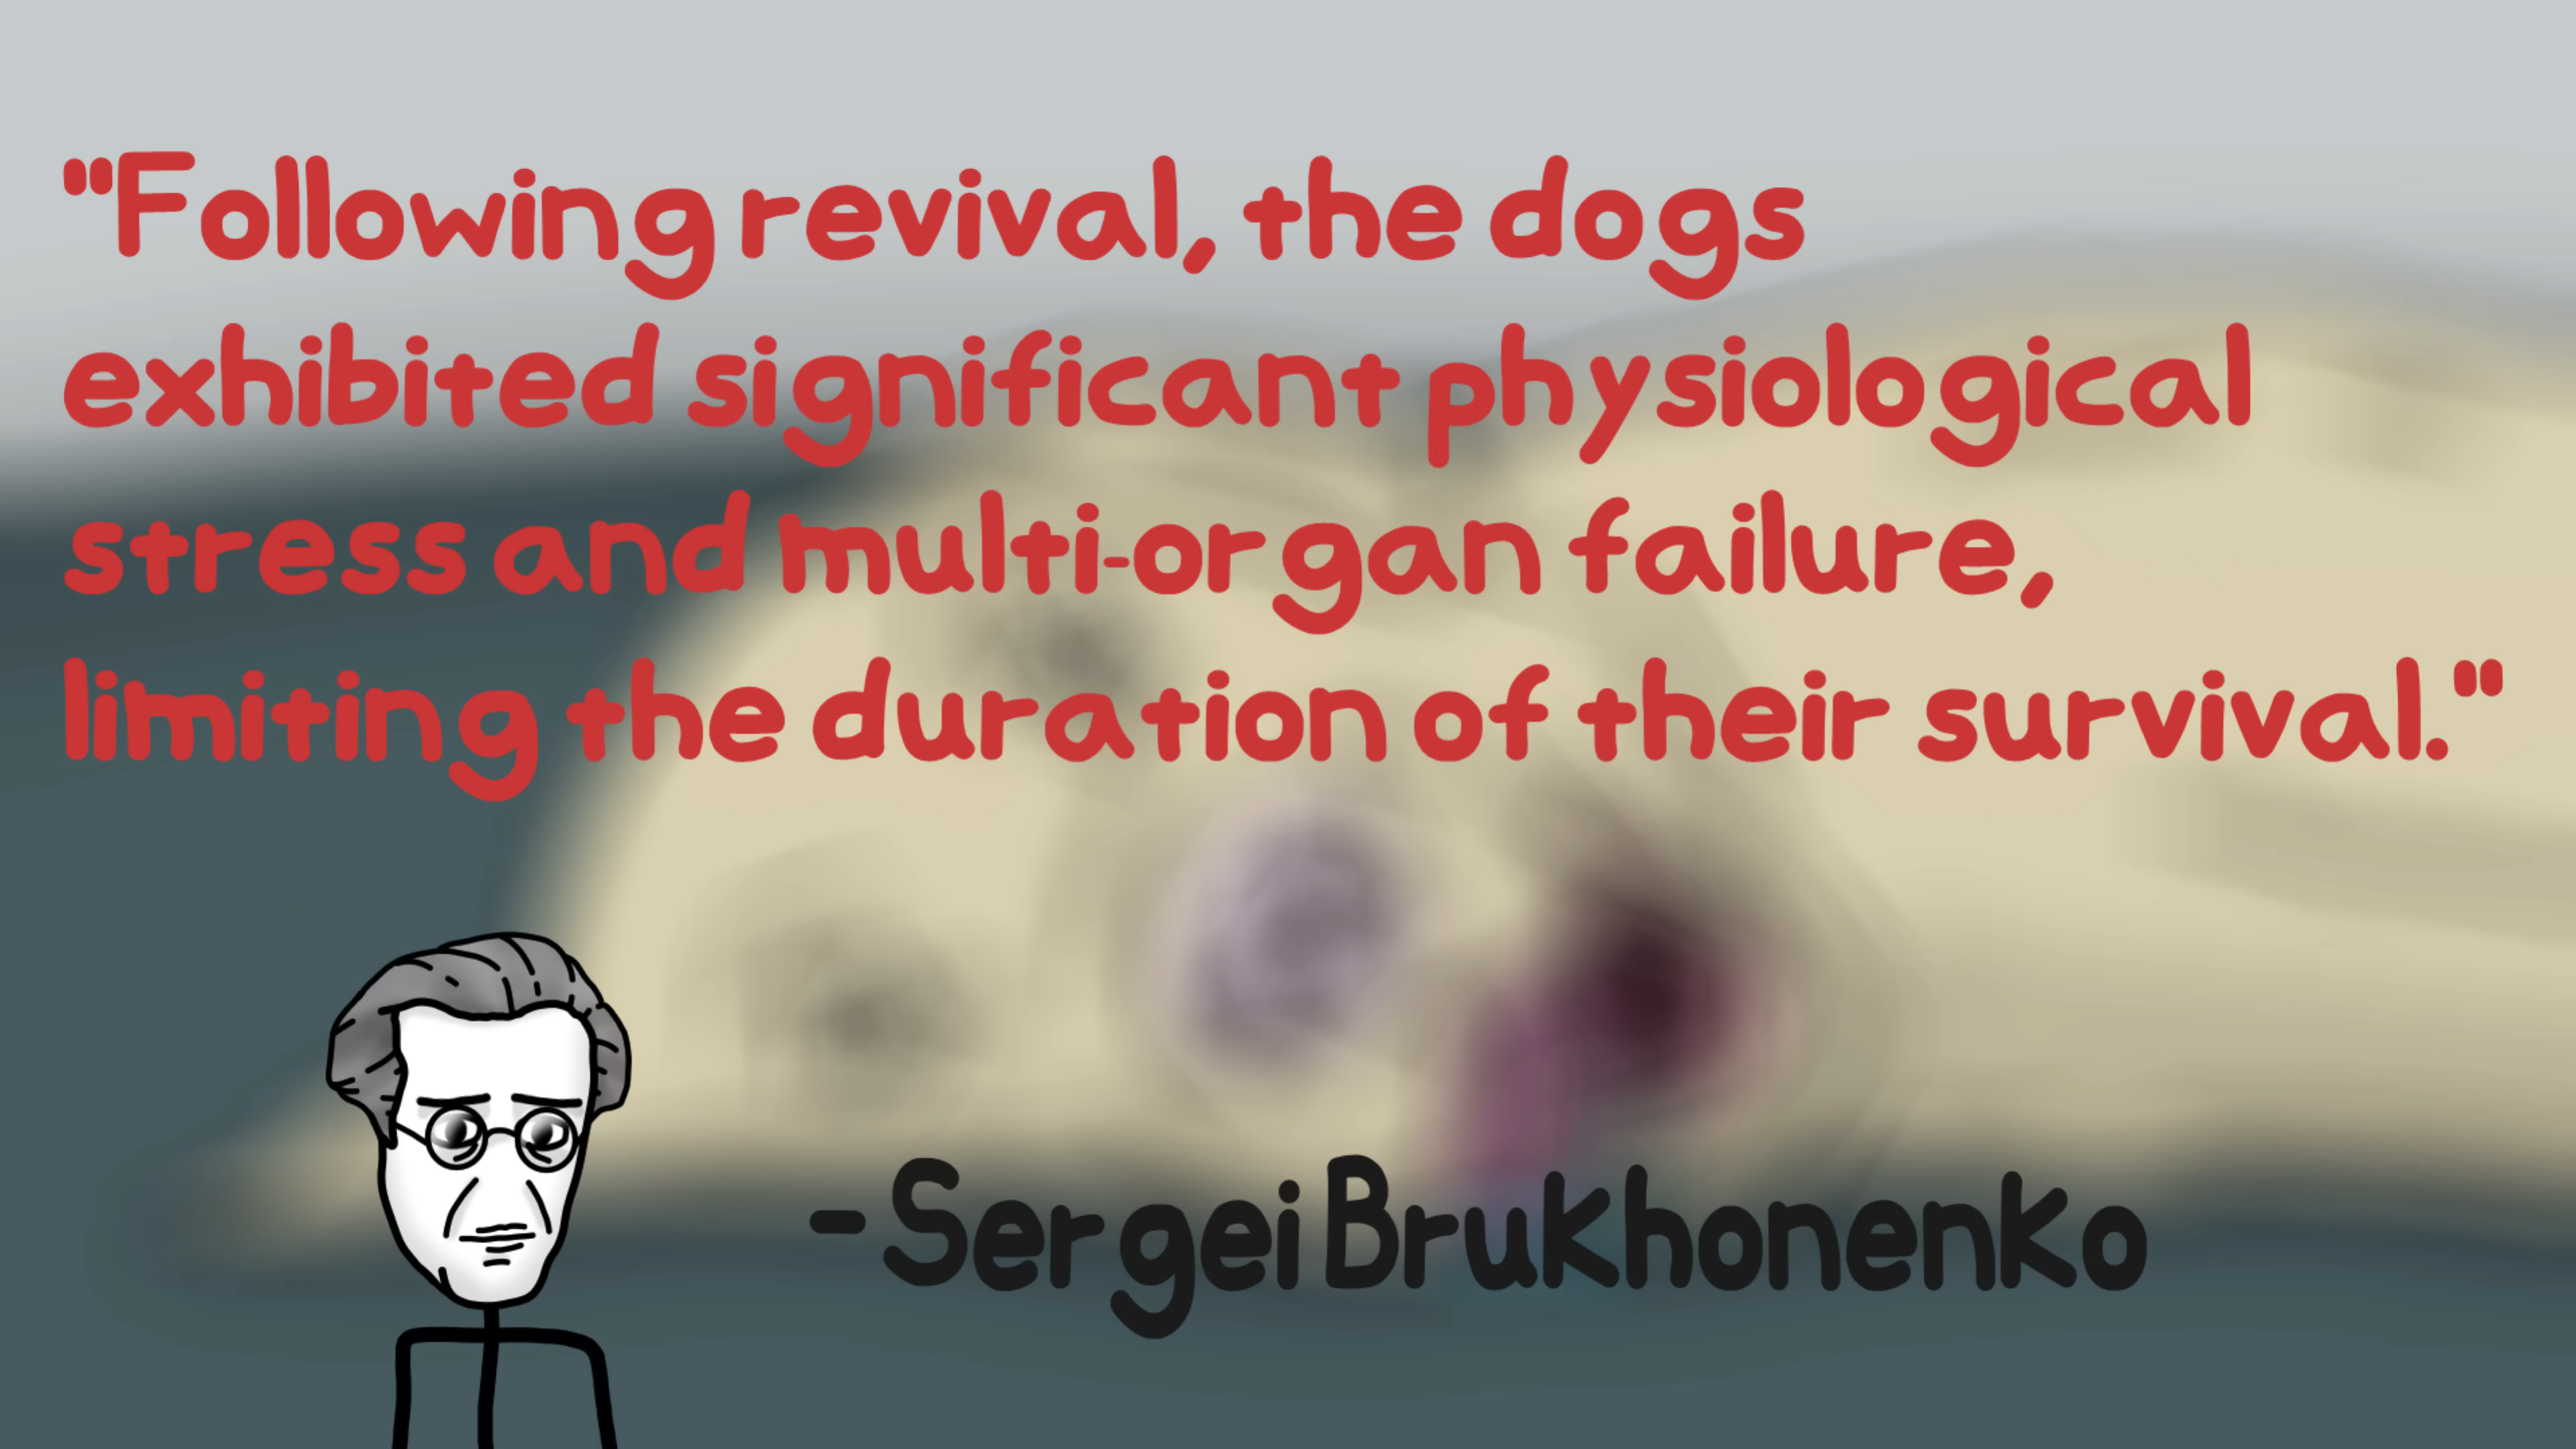 "Following revival, the dogs
exhibited significant physiological
stress and multi-organ failure,
limiting the duration of their survival."
-Sergei Brukhonenko